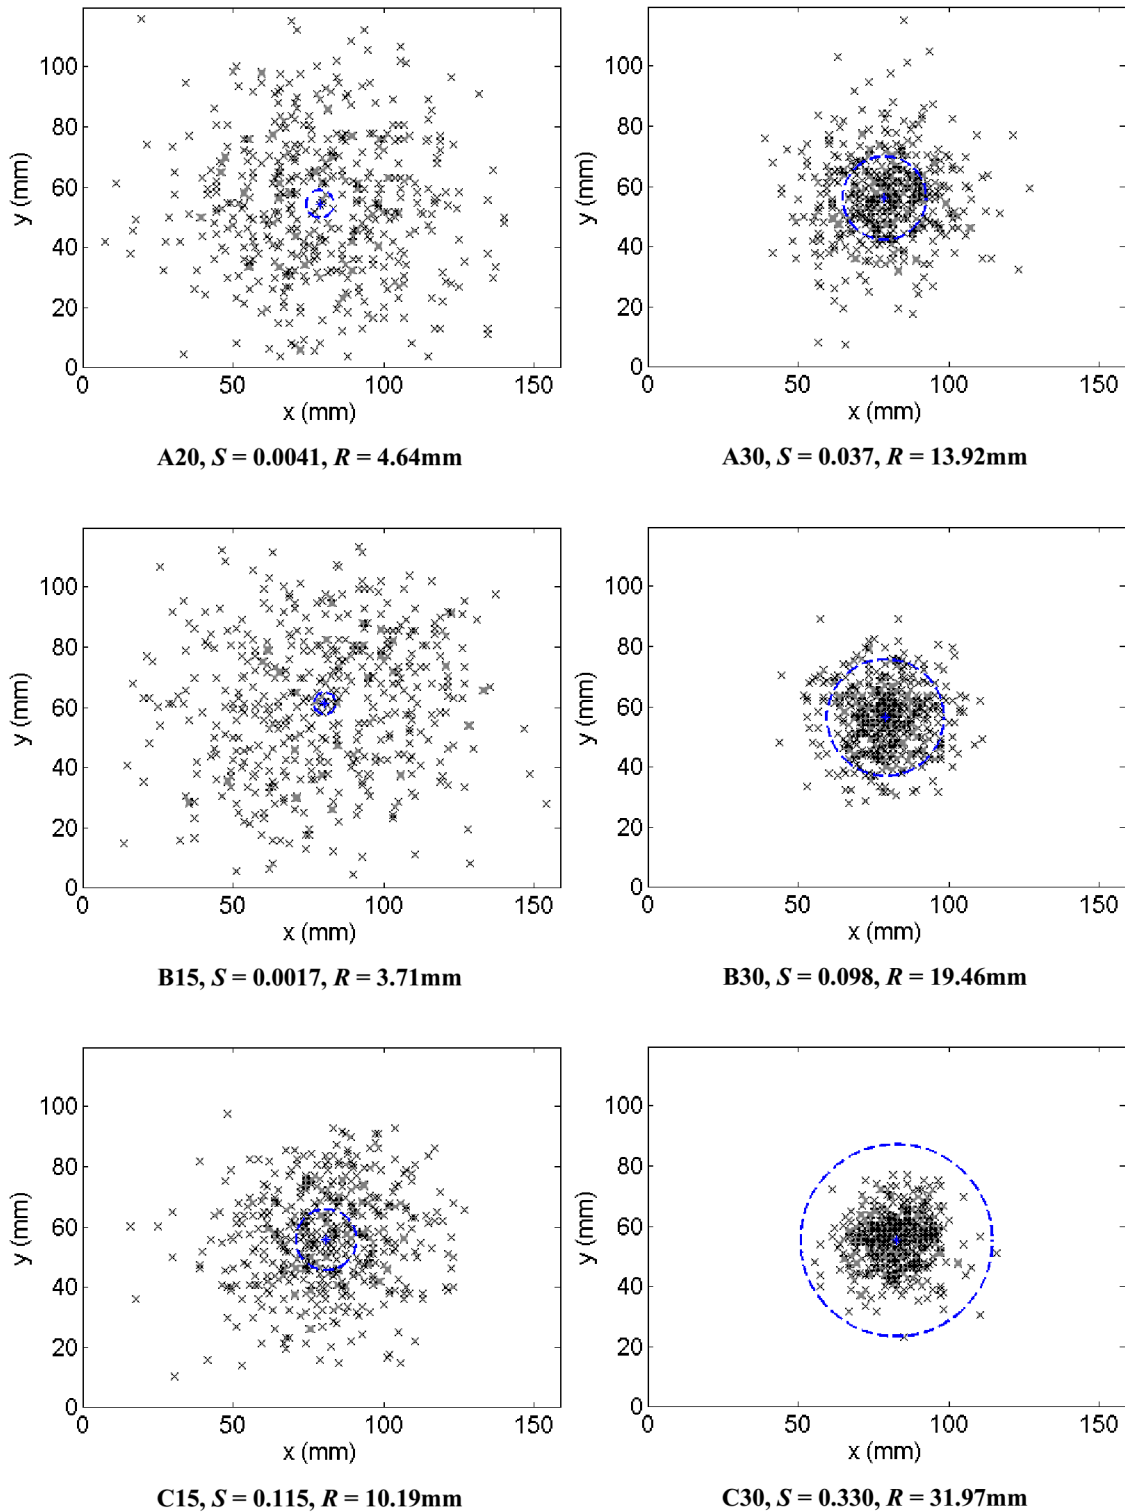 100
80
60
40
20
0
y (mm)
0 50 100 150
x (mm)
A20, S = 0.0041, R = 4.64mm
100
80
60
40
20
0
y (mm)
0 50 100 150
x (mm)
A30, S = 0.037, R = 13.92mm
100
80
60
40
20
0
y (mm)
0 50 100 150
x (mm)
B15, S = 0.0017, R = 3.71mm
100
80
60
40
20
0
y (mm)
0 50 100 150
x (mm)
B30, S = 0.098, R = 19.46mm
100
80
60
40
20
0
y (mm)
0 50 100 150
x (mm)
C15, S = 0.115, R = 10.19mm
100
80
60
40
20
0
y (mm)
0 50 100 150
x (mm)
C30, S = 0.330, R = 31.97mm